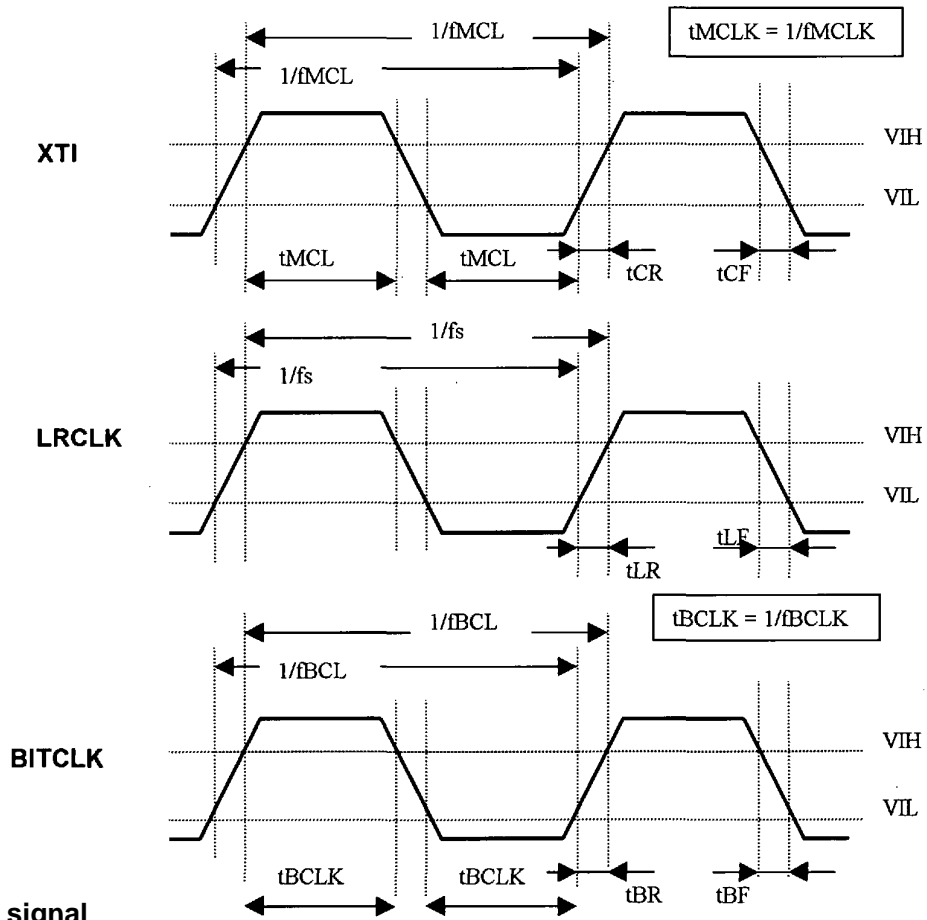 1/fMCL
tMCLK = 1/fMCLK
1/fMCL
XTI
VIH
VIL
tMCL
tMCL
tCR
tCF
1/fs
1/fs
LRCLK
VIH
VIL
tLR
tLF
1/fBCL
tBCLK = 1/fBCLK
1/fBCL
BITCLK
VIH
VIL
tBCLK
tBCLK
tBR
tBF
signal